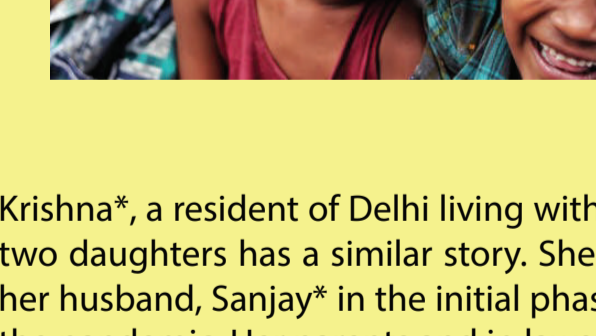 Krishna*, a resident of Delhi living with
two daughters has a similar story. She
her husband, Sanjay* in the initial phas